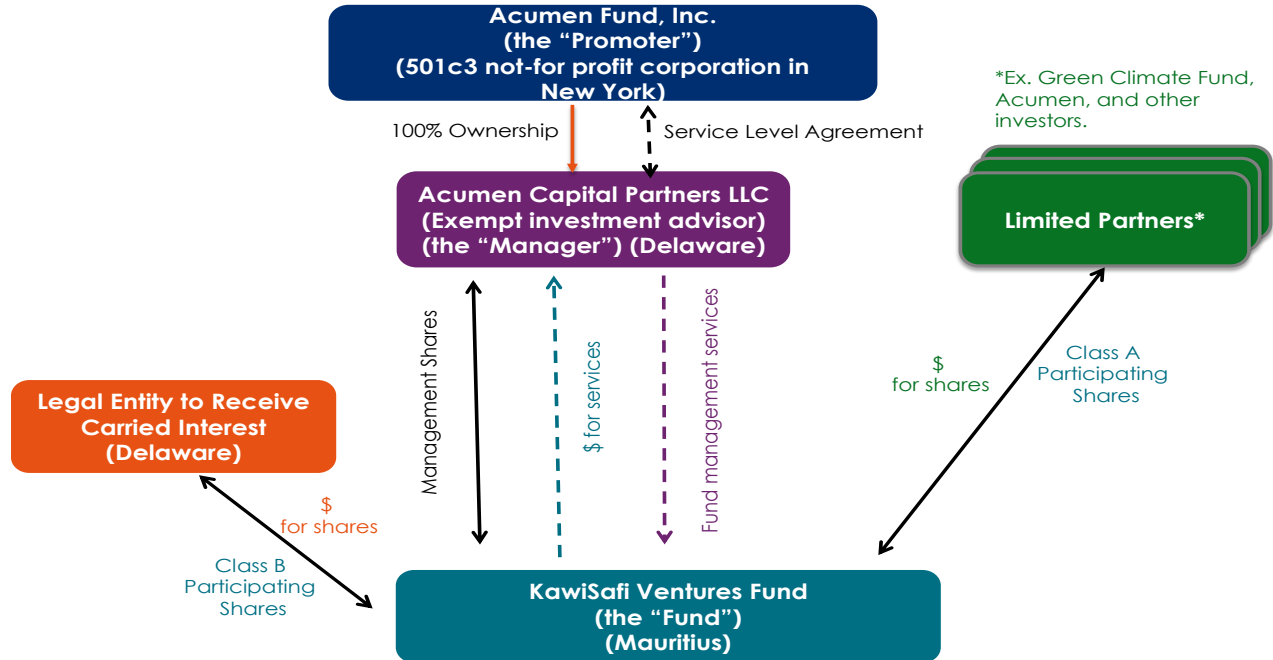 Acumen Fund, Inc.
(the “Promoter”)
(501c3 not-for profit corporation in
New York)
*Ex. Green Climate Fund,
Acumen, and other
investors.
100% Ownership
Service Level Agreement
Acumen Capital Partners LLC
(Exempt investment advisor)
(the “Manager”) (Delaware)
Limited Partners*
Management Shares
$ for services
Fund management services
$
for shares
Class A
Participating
Shares
Legal Entity to Receive
Carried Interest
(Delaware)
$
for shares
Class B
Participating
Shares
KawiSafi Ventures Fund
(the “Fund”)
(Mauritius)